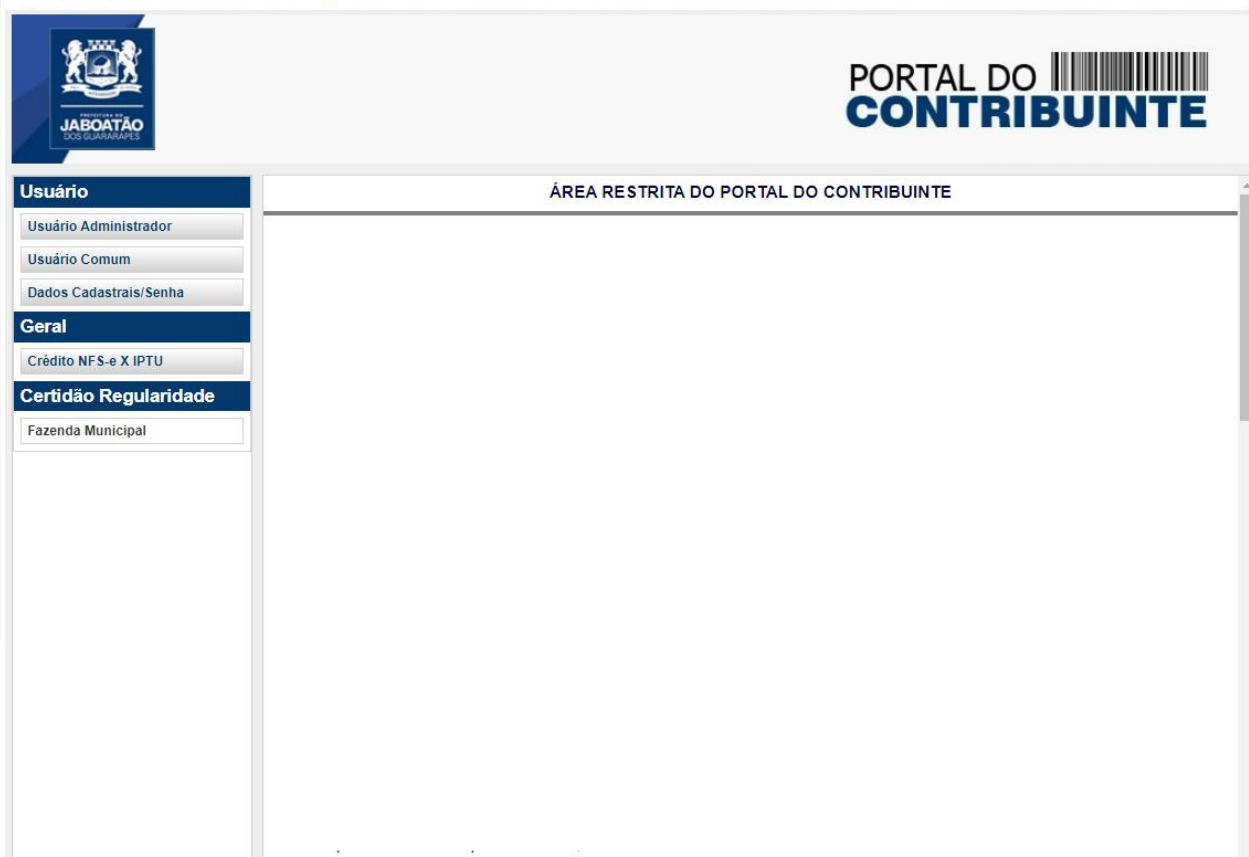 PREFEITURA DO
JABOATÃO
DOS GUARARAPES
PORTAL DO
CONTRIBUINTE
Usuário
Usuário Administrador
Usuário Comum
Dados Cadastrais/Senha
Geral
Crédito NFS-e X IPTU
Certidão Regularidade
Fazenda Municipal
ÁREA RESTRITA DO PORTAL DO CONTRIBUINTE